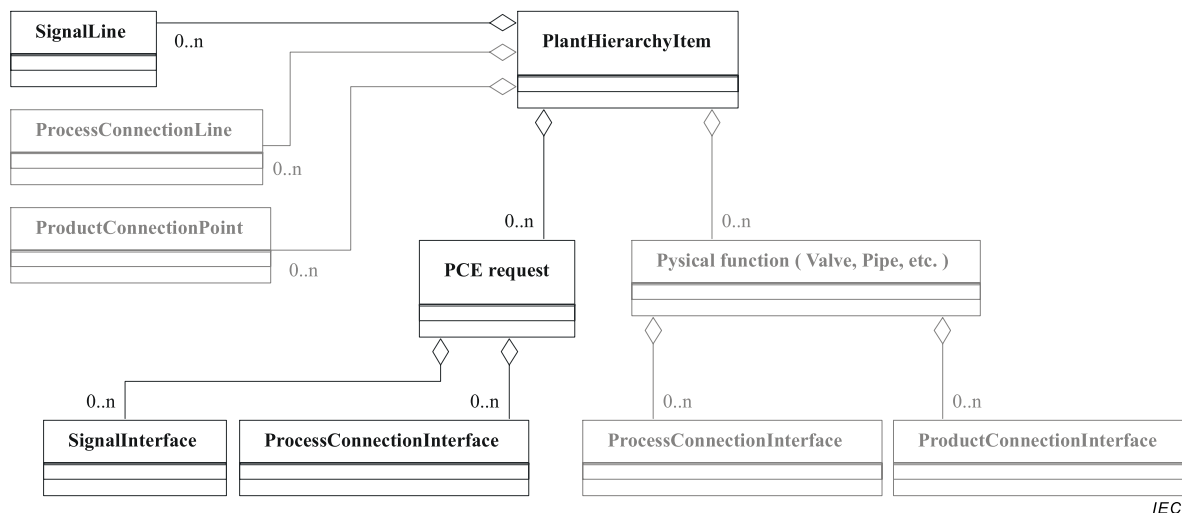 SignalLine
0..n
PlantHierarchyItem
ProcessConnectionLine
0..n
ProductConnectionPoint
0..n
0..n
0..n
PCE request
Pysical function ( Valve, Pipe, etc. )
0..n
0..n
0..n
0..n
SignalInterface
ProcessConnectionInterface
ProcessConnectionInterface
ProductConnectionInterface
IEC